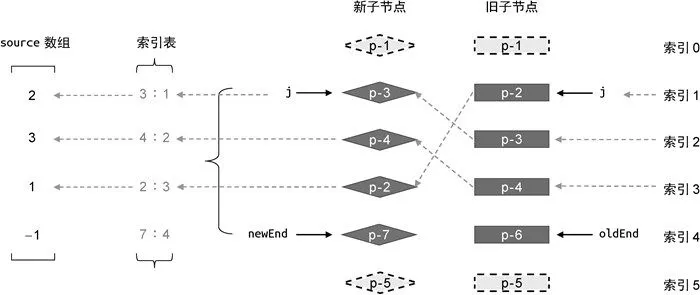 新子节点 旧子节点
p-1 p-1 索引 0
source 数组 索引表
2 3 : 1 j p-3 p-2 j 索引 1
3 4 : 2 p-4 p-3 索引 2
1 2 : 3 p-2 p-4 索引 3
-1 7 : 4 newEnd p-7 p-6 oldEnd 索引 4
p-5 p-5 索引 5